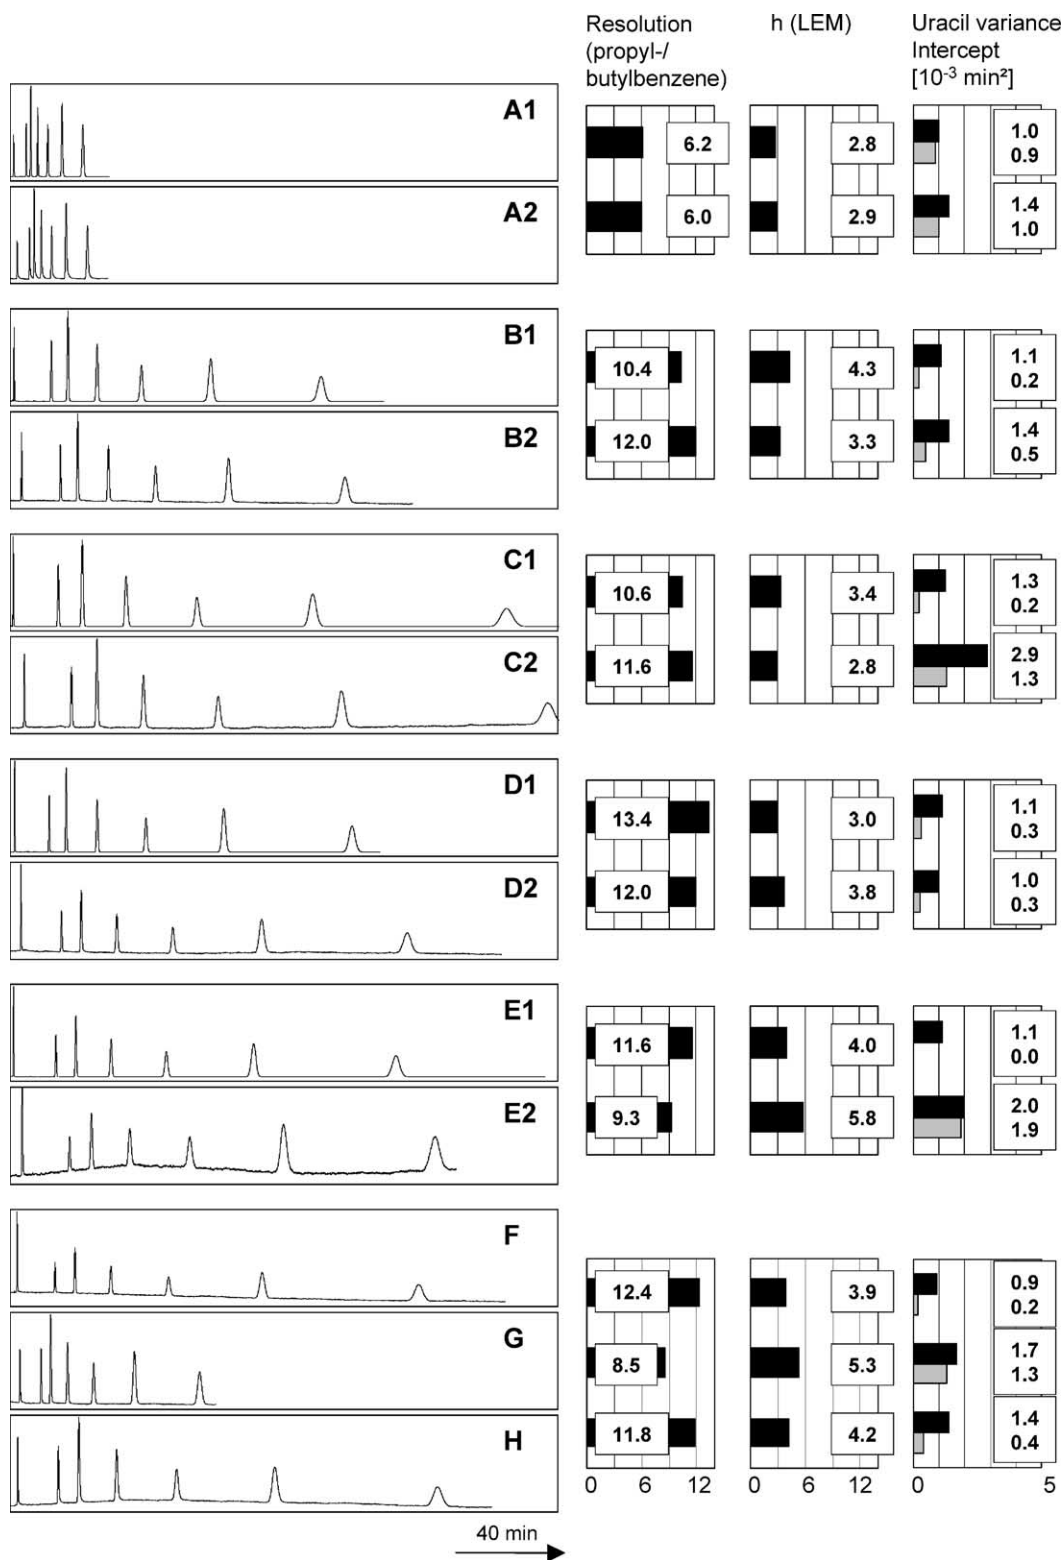 Resolution
(propyl-/
butylbenzene)
h (LEM)
Uracil variance
Intercept
[10-3 min²]
A1
6.2
2.8
1.0
0.9
A2
6.0
2.9
1.4
1.0
B1
10.4
4.3
1.1
0.2
B2
12.0
3.3
1.4
0.5
C1
10.6
3.4
1.3
0.2
C2
11.6
2.8
2.9
1.3
D1
13.4
3.0
1.1
0.3
D2
12.0
3.8
1.0
0.3
E1
11.6
4.0
1.1
0.0
E2
9.3
5.8
2.0
1.9
F
12.4
3.9
0.9
0.2
G
8.5
5.3
1.7
1.3
H
11.8
4.2
1.4
0.4
0 6 12
0 6 12
0 5
40 min